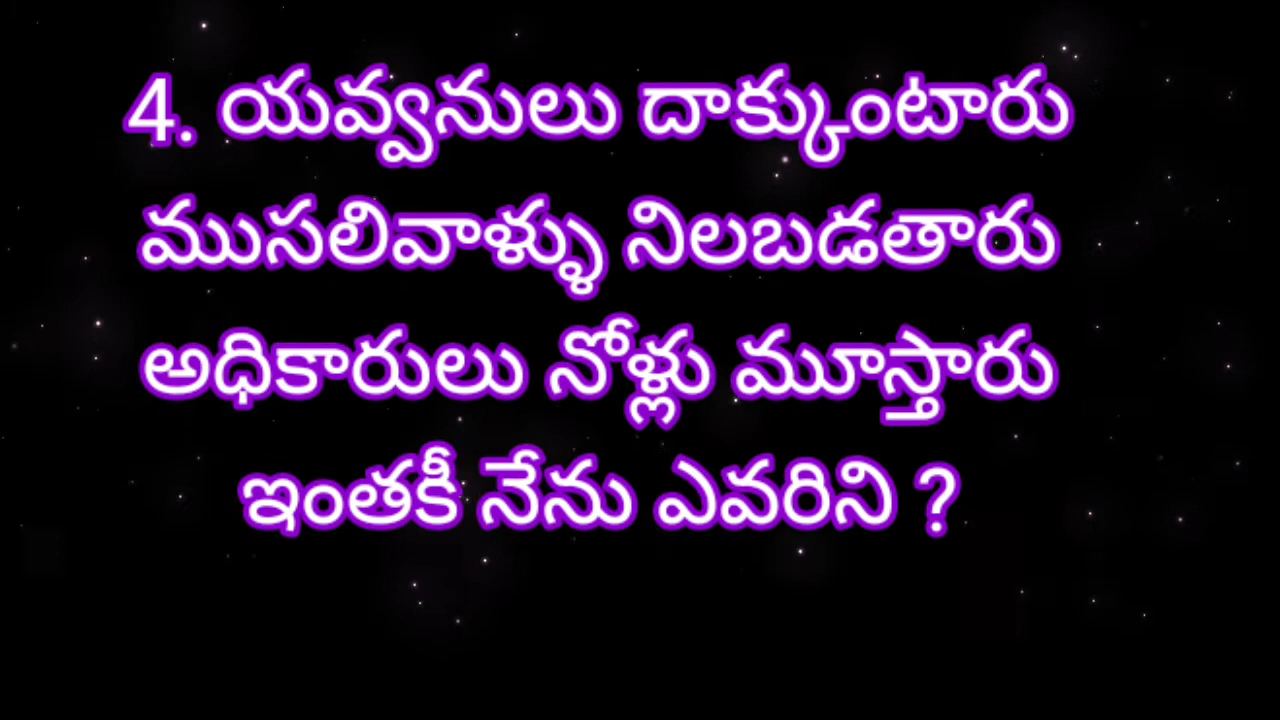 4. యవ్వనులు దాక్కుంటారు
ముసలివాళ్ళు నిలబడతారు
అధికారులు నోళ్లు మూస్తారు
ఇంతకీ నేను ఎవరిని ?